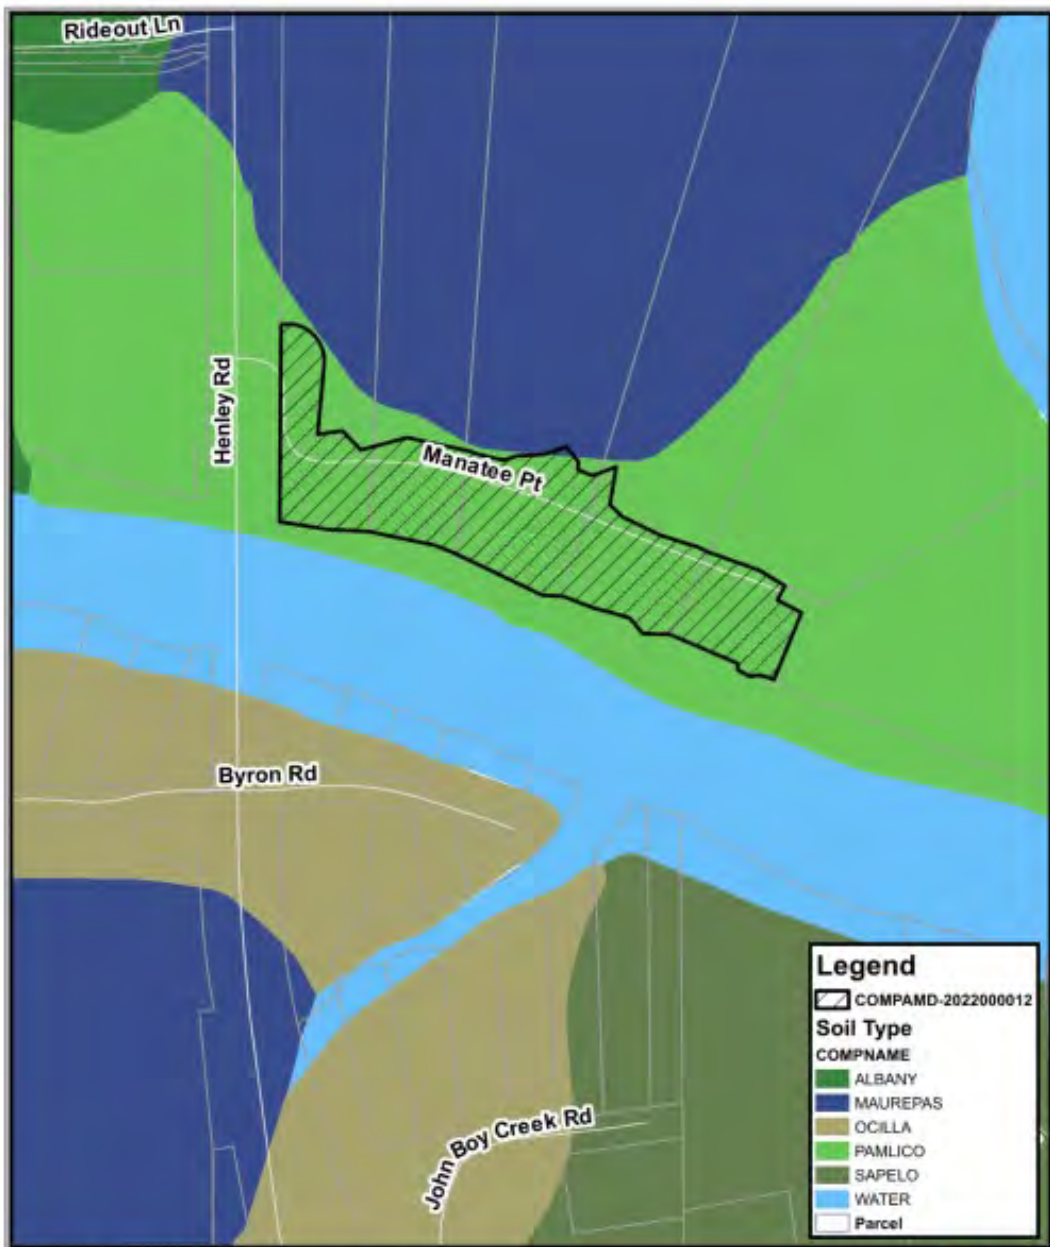 Rideout Ln
Henley Rd
Manatee Pt
Byron Rd
John Boy Creek Rd
Legend
COMPAMD-2022000012
Soil Type
COMPNAME
ALBANY
MAUREPAS
OCILLA
PAMLICO
SAPELO
WATER
Parcel